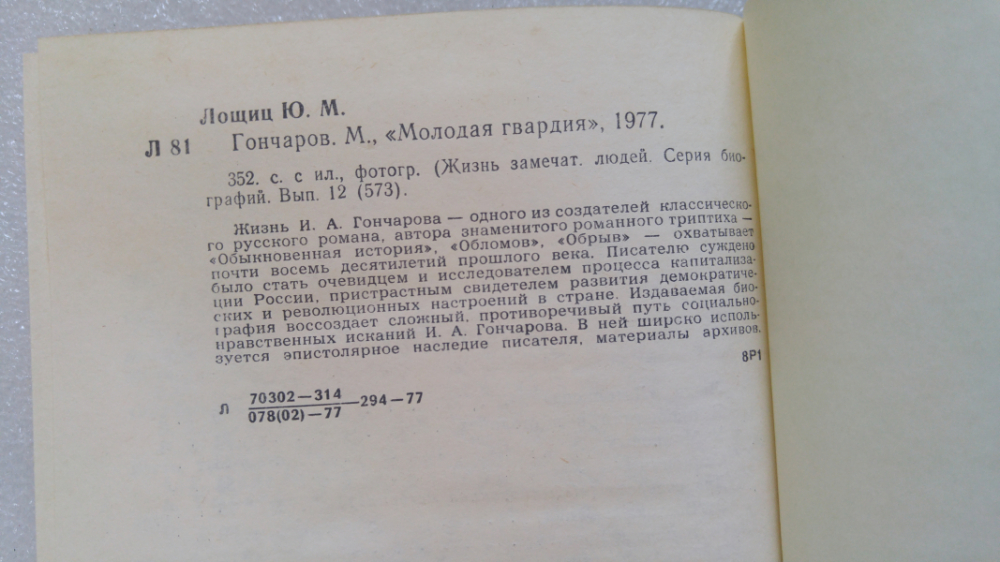 Лощиц Ю. М.
Л 81 Гончаров. М., «Молодая гвардия», 1977.
352. с. с ил., фотогр. (Жизнь замечат. людей. Серия био-
графий. Вып. 12 (573).
Жизнь И. А. Гончарова — одного из создателей классическо-
го русского романа, автора знаменитого романного триптиха —
«Обыкновенная история», «Обломов», «Обрыв» — охватывает
почти восемь десятилетий прошлого века. Писателю суждено
было стать очевидцем и исследователем процесса капитализа-
ции России, пристрастным свидетелем развития демократиче-
ских и революционных настроений в стране. Издаваемая био-
графия воссоздает сложный, противоречивый путь социально-
нравственных исканий И. А. Гончарова. В ней широко исполь-
зуется эпистолярное наследие писателя, материалы архивов.
8Р1
Л 70302—314
078(02)—77 —294—77